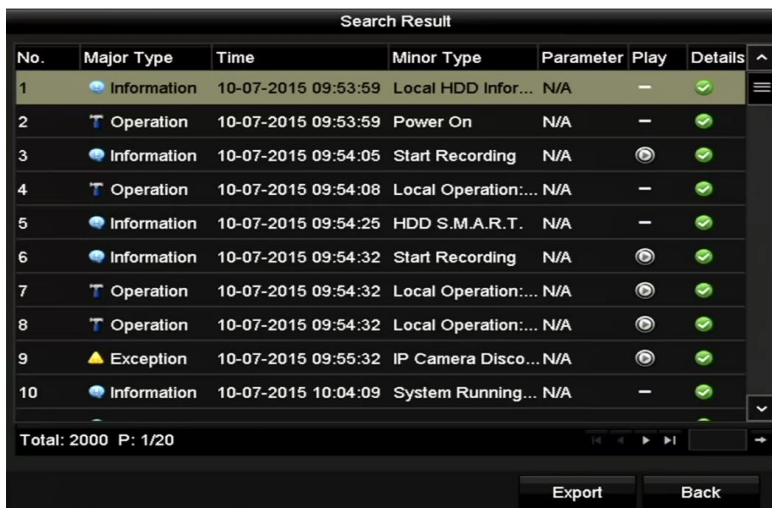 Search Result
No. Major Type Time Minor Type Parameter Play Details
1 Information 10-07-2015 09:53:59 Local HDD Infor... N/A –
2 Operation 10-07-2015 09:53:59 Power On N/A –
3 Information 10-07-2015 09:54:05 Start Recording N/A
4 Operation 10-07-2015 09:54:08 Local Operation:... N/A –
5 Information 10-07-2015 09:54:25 HDD S.M.A.R.T. N/A –
6 Information 10-07-2015 09:54:32 Start Recording N/A
7 Operation 10-07-2015 09:54:32 Local Operation:... N/A
8 Operation 10-07-2015 09:54:32 Local Operation:... N/A
9 Exception 10-07-2015 09:55:32 IP Camera Disco... N/A
10 Information 10-07-2015 10:04:09 System Running... N/A –
Total: 2000 P: 1/20
Export Back